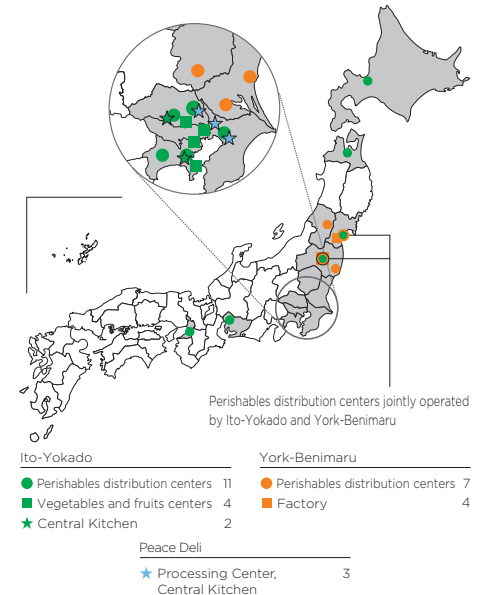 Perishables distribution centers jointly operated
by Ito-Yokado and York-Benimaru
Ito-Yokado
Perishables distribution centers 11
Vegetables and fruits centers 4
Central Kitchen 2
York-Benimaru
Perishables distribution centers 7
Factory 4
Peace Deli
Processing Center, 3
Central Kitchen